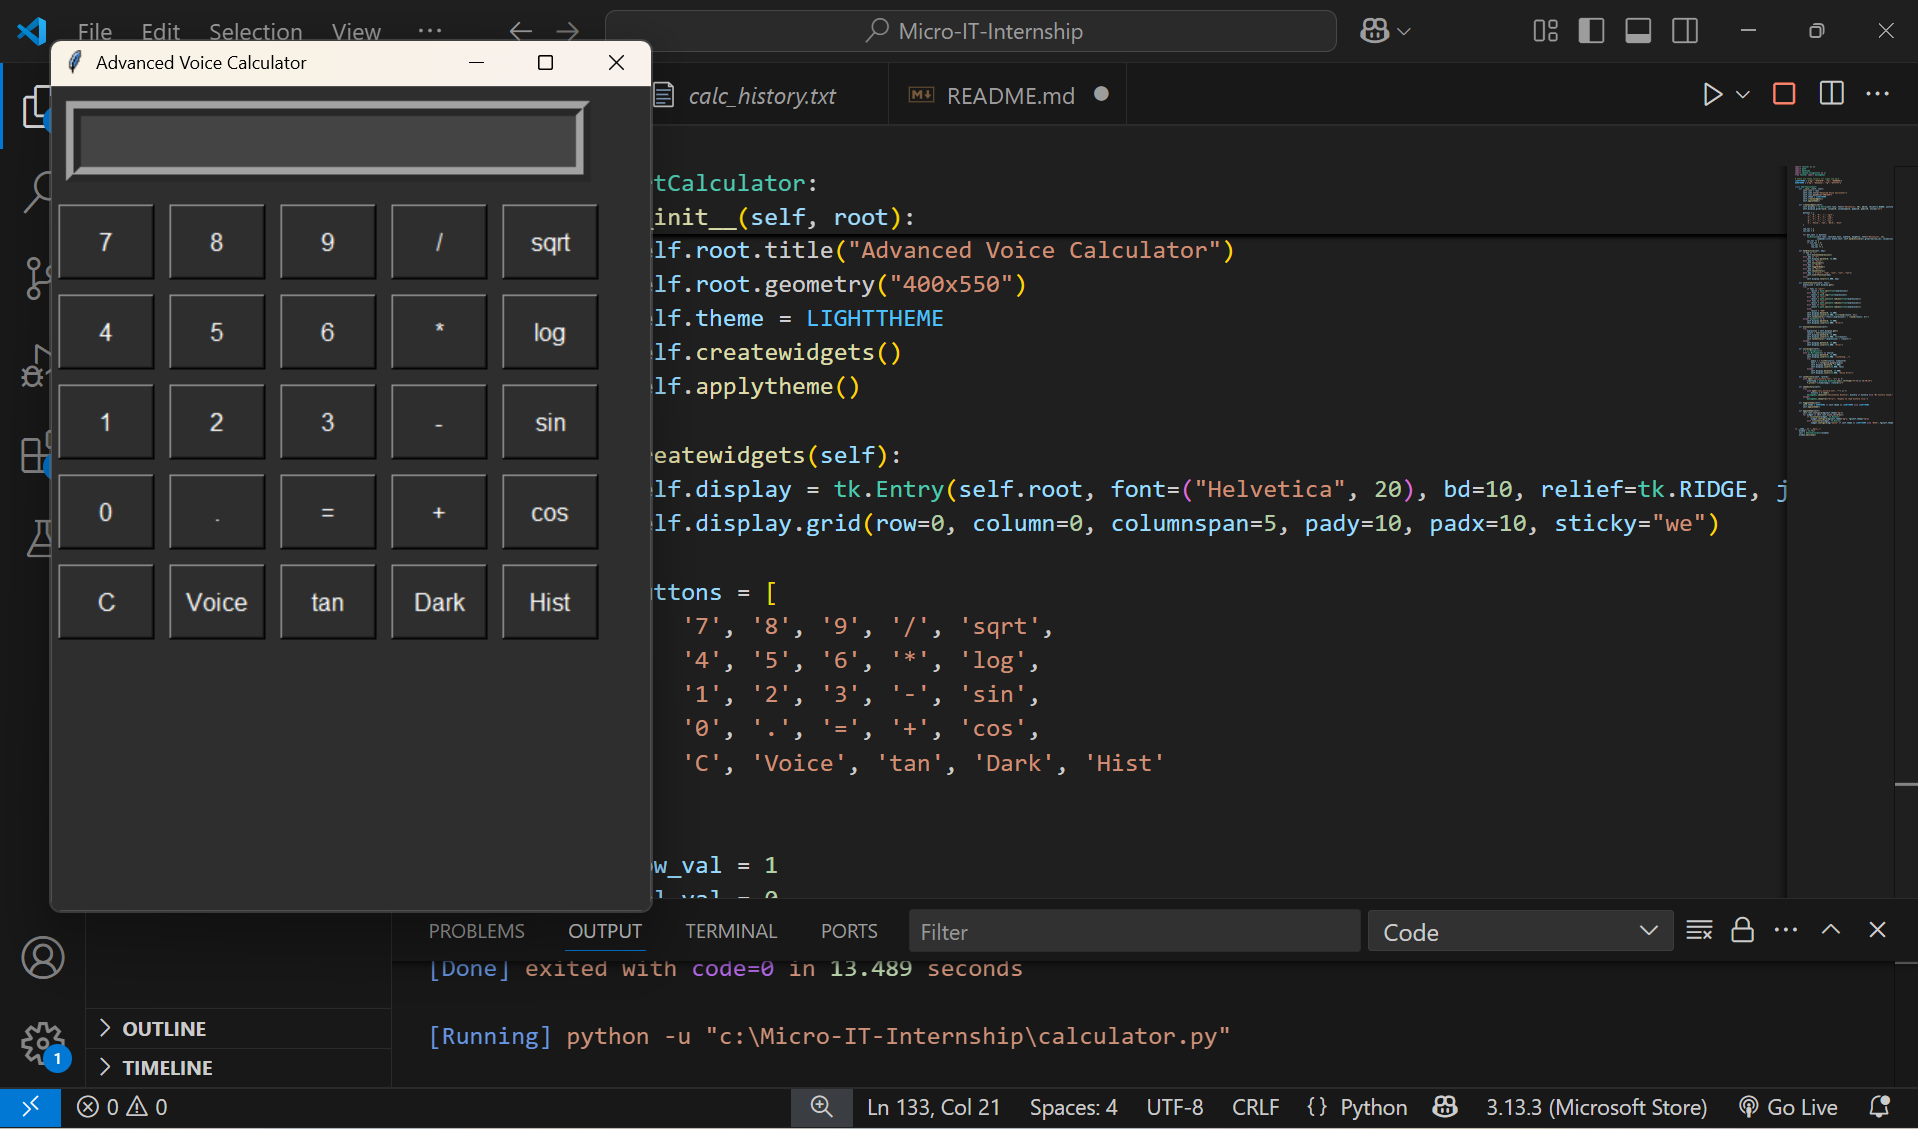 File Edit Selection View ...
Micro-IT-Internship
Advanced Voice Calculator
calc_history.txt
README.md
7 8 9 / sqrt
4 5 6 * log
1 2 3 - sin
0 . = + cos
C Voice tan Dark Hist
tCalculator:
init__(self, root):
lf.root.title("Advanced Voice Calculator")
lf.root.geometry("400x550")
lf.theme = LIGHTTHEME
lf.createwidgets()
lf.applytheme()
eatewidgets(self):
lf.display = tk.Entry(self.root, font=("Helvetica", 20), bd=10, relief=tk.RIDGE, j
lf.display.grid(row=0, column=0, columnspan=5, pady=10, padx=10, sticky="we")
ttons = [
'7', '8', '9', '/', 'sqrt',
'4', '5', '6', '*', 'log',
'1', '2', '3', '-', 'sin',
'0', '.', '=', '+', 'cos',
'C', 'Voice', 'tan', 'Dark', 'Hist'
w_val = 1
l_val = 0
PROBLEMS OUTPUT TERMINAL PORTS Filter Code
[Done] exited with code=0 in 13.489 seconds
[Running] python -u "c:\Micro-IT-Internship\calculator.py"
OUTLINE
TIMELINE
1
0 0 Ln 133, Col 21 Spaces: 4 UTF-8 CRLF {} Python 3.13.3 (Microsoft Store) Go Live